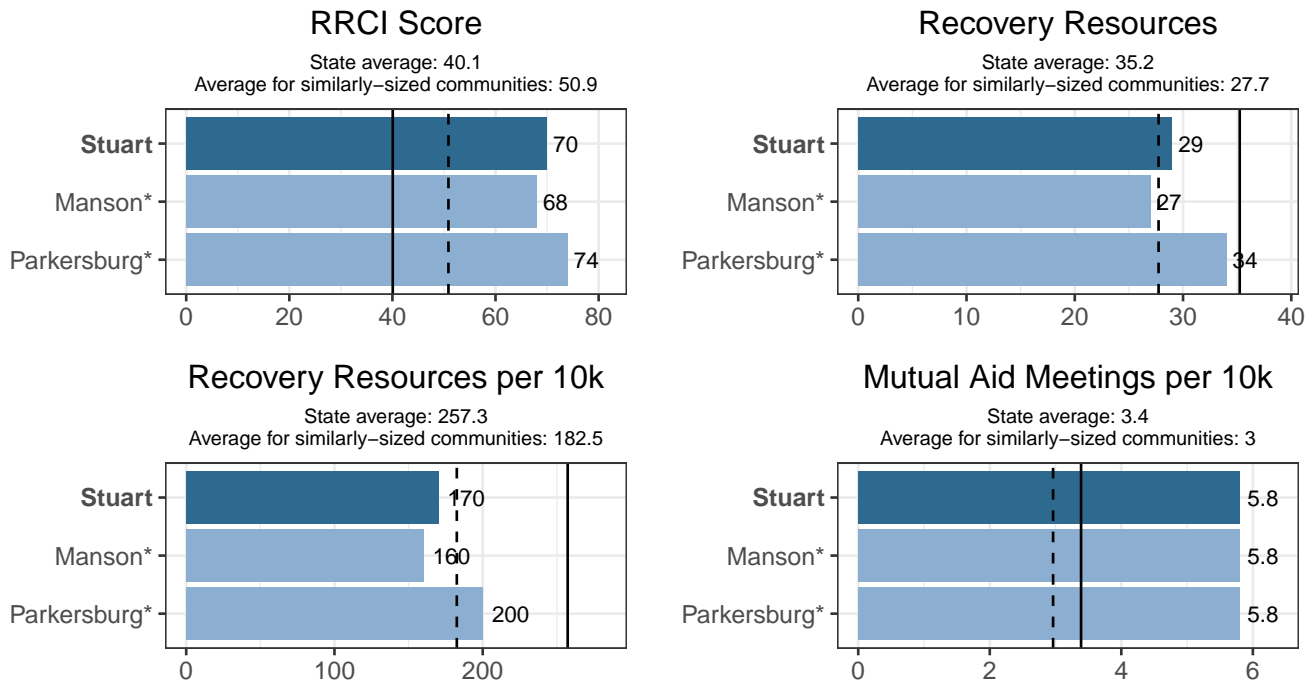 RRCI Score
State average: 40.1
Average for similarly−sized communities: 50.9
Stuart
70
Manson*
68
Parkersburg*
74
0 20 40 60 80
Recovery Resources
State average: 35.2
Average for similarly−sized communities: 27.7
Stuart
29
Manson*
27
Parkersburg*
34
0 10 20 30 40
Recovery Resources per 10k
State average: 257.3
Average for similarly−sized communities: 182.5
Stuart
170
Manson*
160
Parkersburg*
200
0 100 200
Mutual Aid Meetings per 10k
State average: 3.4
Average for similarly−sized communities: 3
Stuart
5.8
Manson*
5.8
Parkersburg*
5.8
0 2 4 6